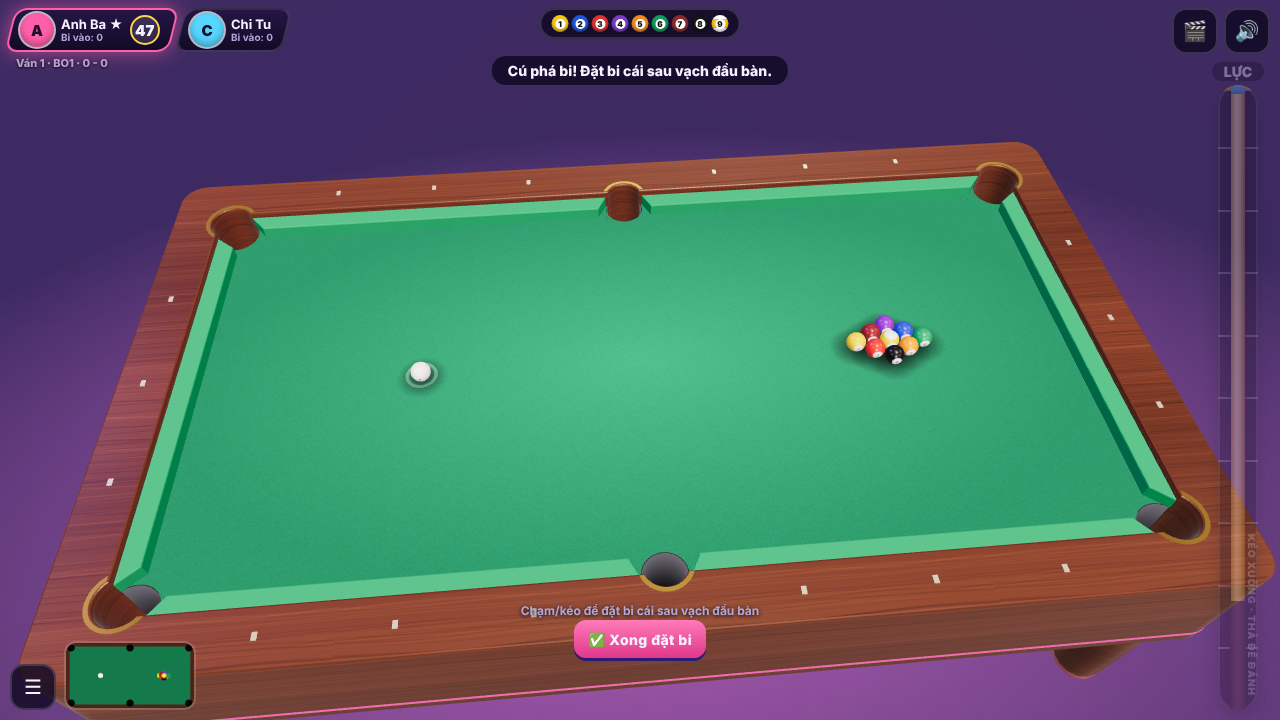 A
Anh Ba ★
Bi vào: 0
47
C
Chi Tu
Bi vào: 0
1 2 3 4 5 6 7 8 9
Ván 1 · BO1 · 0 - 0
LỰC
Cú phá bi! Đặt bi cái sau vạch đầu bàn.
Chạm/kéo để đặt bi cái sau vạch đầu bàn
✅ Xong đặt bi
KÉO XUỐNG · THẢ ĐỂ ĐÁNH